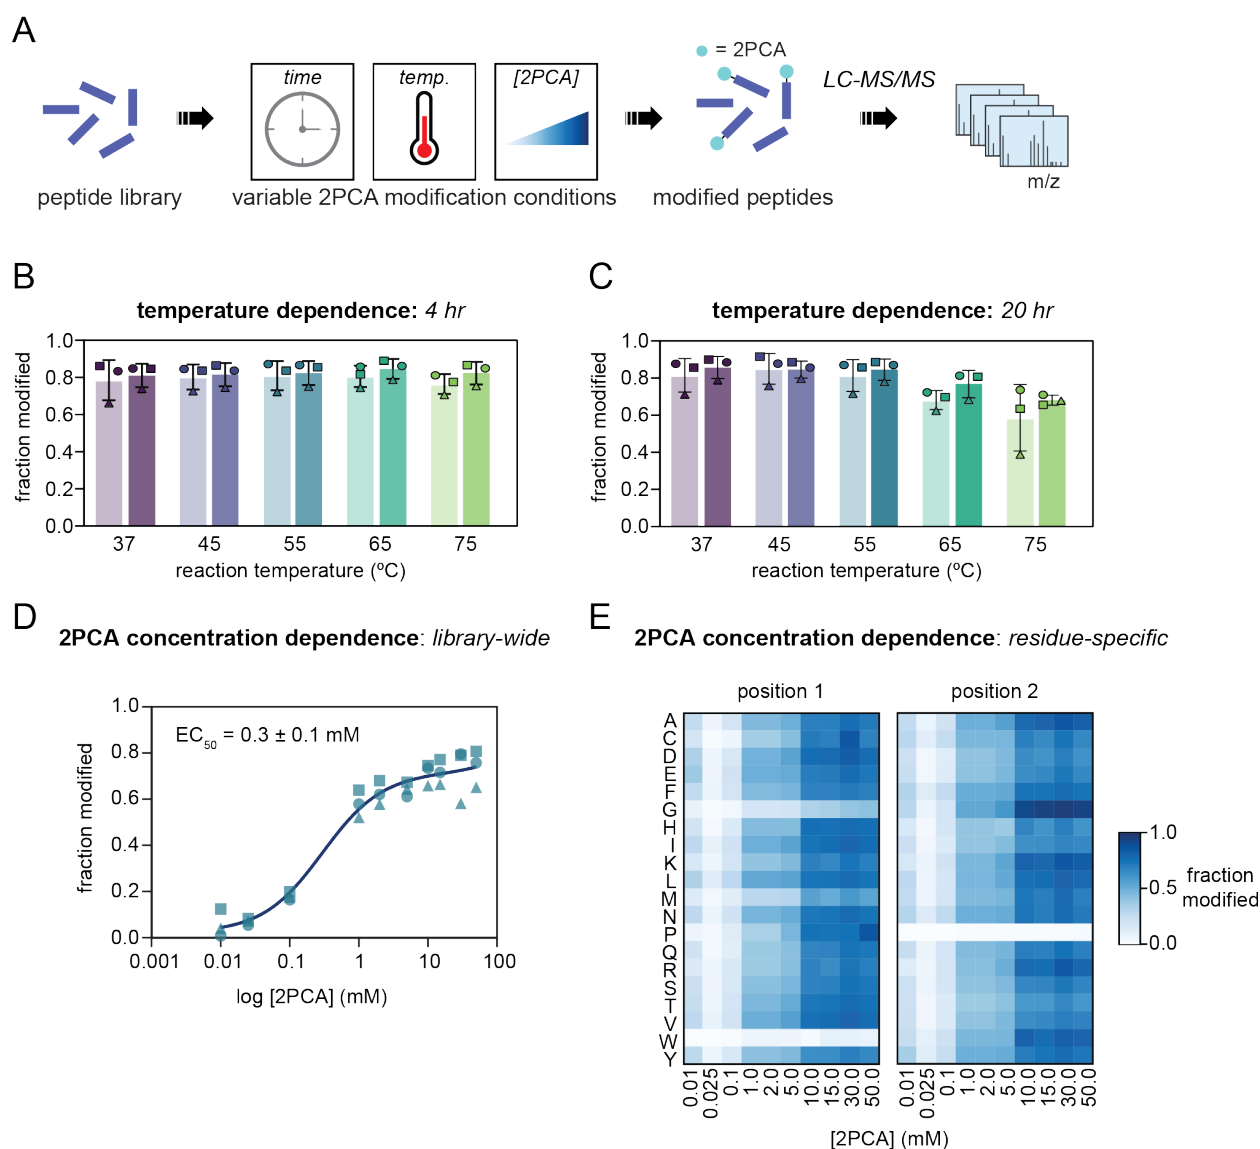 A
= 2PCA
time
temp.
[2PCA]
LC-MS/MS
m/z
peptide library
variable 2PCA modification conditions
modified peptides
B
temperature dependence: 4 hr
fraction modified
1.0
0.8
0.6
0.4
0.2
0.0
37 45 55 65 75
reaction temperature (ºC)
C
temperature dependence: 20 hr
fraction modified
1.0
0.8
0.6
0.4
0.2
0.0
37 45 55 65 75
reaction temperature (ºC)
D
2PCA concentration dependence: library-wide
EC50 = 0.3 ± 0.1 mM
fraction modified
1.0
0.8
0.6
0.4
0.2
0.0
0.001 0.01 0.1 1 10 100
log [2PCA] (mM)
E
2PCA concentration dependence: residue-specific
position 1
position 2
A
C
D
E
F
G
H
I
K
L
M
N
P
Q
R
S
T
V
W
Y
0.01 0.025 0.1 1.0 2.0 5.0 10.0 15.0 30.0 50.0
0.01 0.025 0.1 1.0 2.0 5.0 10.0 15.0 30.0 50.0
[2PCA] (mM)
1.0
0.5
0.0
fraction
modified